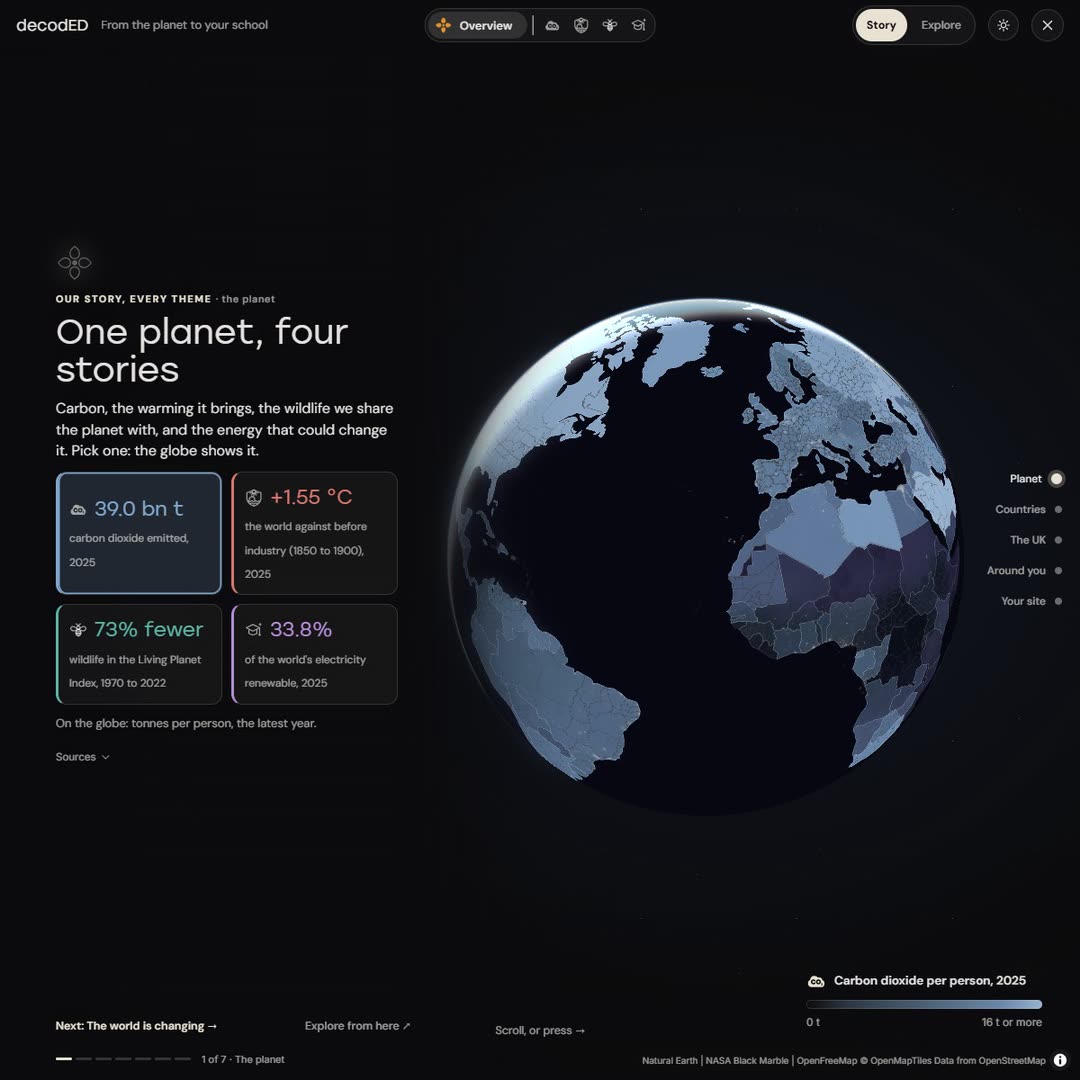 decodED
From the planet to your school
Overview
Story
Explore
OUR STORY, EVERY THEME · the planet
One planet, four
stories
Carbon, the warming it brings, the wildlife we share
the planet with, and the energy that could change
it. Pick one: the globe shows it.
CO₂ 39.0 bn t
carbon dioxide emitted,
2025
+1.55 °C
the world against before
industry (1850 to 1900),
2025
73% fewer
wildlife in the Living Planet
Index, 1970 to 2022
33.8%
of the world's electricity
renewable, 2025
On the globe: tonnes per person, the latest year.
Sources
Planet
Countries
The UK
Around you
Your site
CO₂ Carbon dioxide per person, 2025
0 t
16 t or more
Next: The world is changing →
Explore from here ↗
Scroll, or press →
1 of 7 · The planet
Natural Earth | NASA Black Marble | OpenFreeMap © OpenMapTiles Data from OpenStreetMap